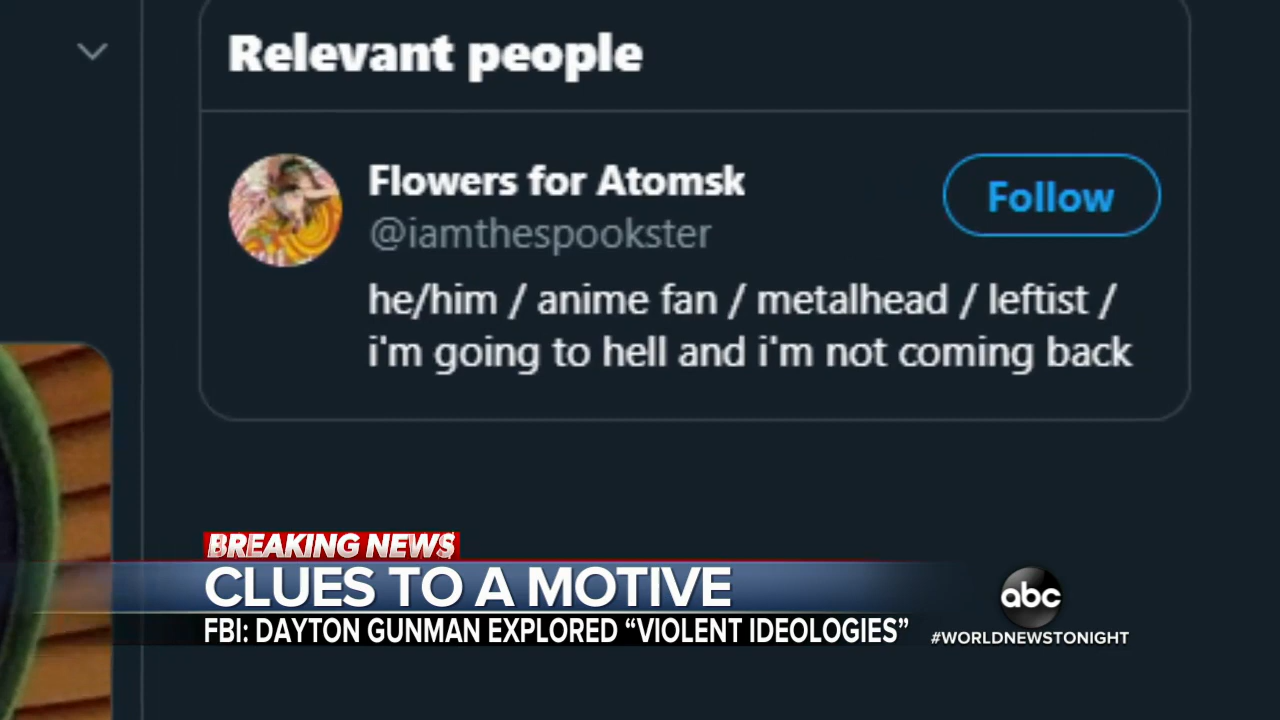 Relevant people
Flowers for Atomsk
Follow
@iamthespookster
he/him / anime fan / metalhead / leftist /
i'm going to hell and i'm not coming back
BREAKING NEWS
CLUES TO A MOTIVE
FBI: DAYTON GUNMAN EXPLORED “VIOLENT IDEOLOGIES”
abc
#WORLDNEWSTONIGHT